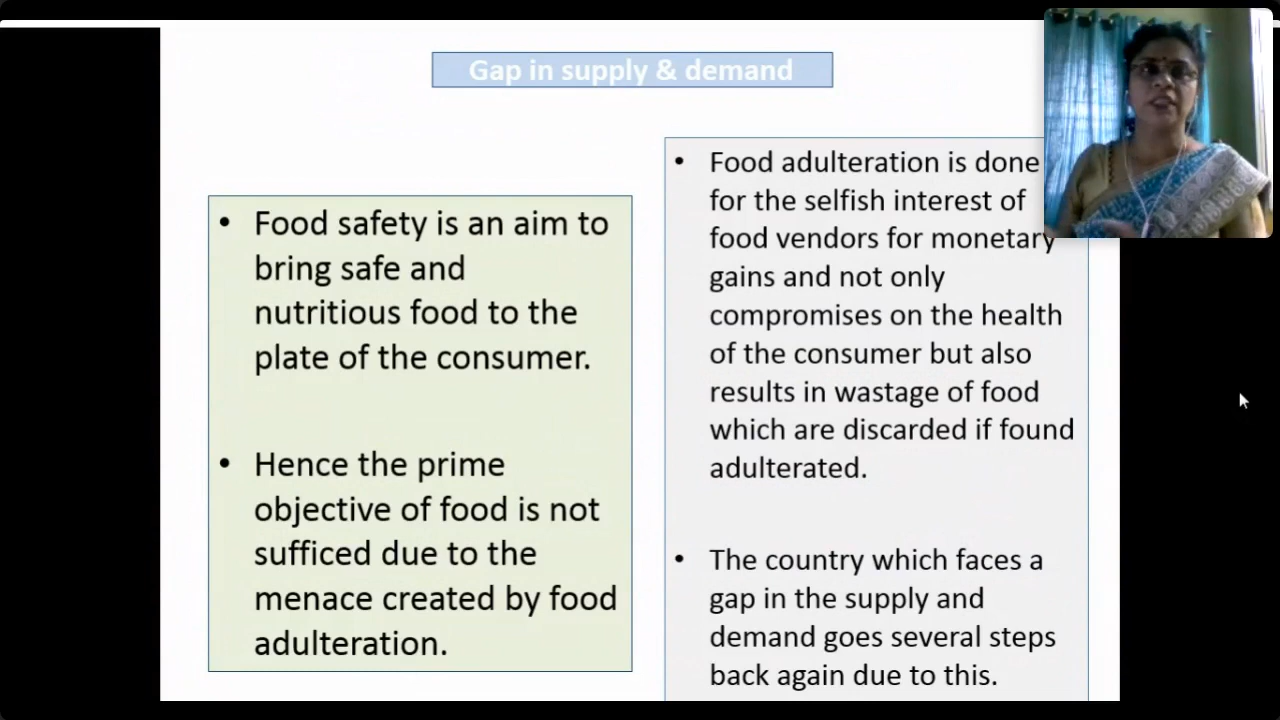 Gap in supply & demand
• Food safety is an aim to
bring safe and
nutritious food to the
plate of the consumer.
• Hence the prime
objective of food is not
sufficed due to the
menace created by food
adulteration.
• Food adulteration is done
for the selfish interest of
food vendors for monetary
gains and not only
compromises on the health
of the consumer but also
results in wastage of food
which are discarded if found
adulterated.
• The country which faces a
gap in the supply and
demand goes several steps
back again due to this.